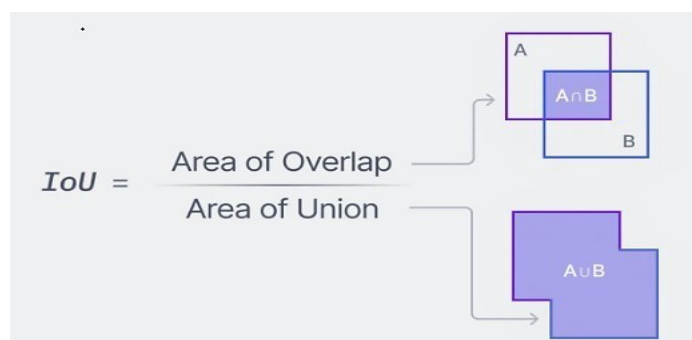 IoU =
Area of Overlap
Area of Union
A
A∩B
B
A∪B